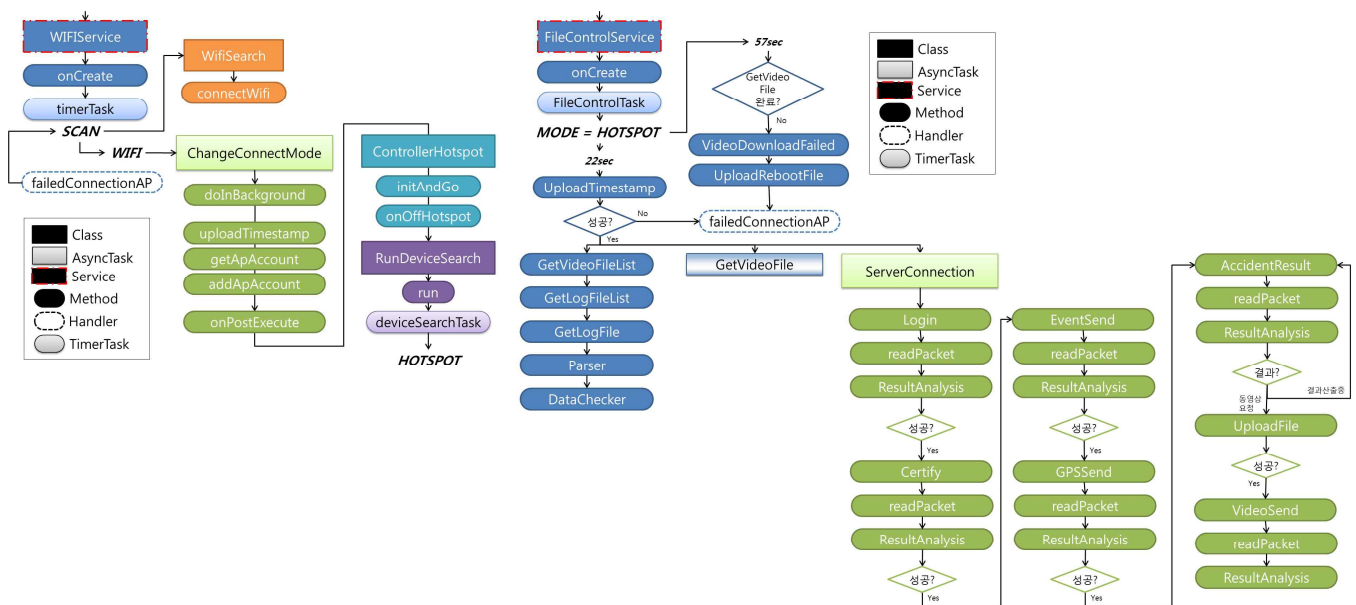 WIFIService
onCreate
timerTask
SCAN
WIFI
failedConnectionAP
WifiSearch
connectWifi
ChangeConnectMode
doInBackground
uploadTimestamp
getApAccount
addApAccount
onPostExecute
ControllerHotspot
initAndGo
onOffHotspot
RunDeviceSearch
run
deviceSearchTask
HOTSPOT
Class
AsyncTask
Service
Method
Handler
TimerTask
FileControlService
onCreate
FileControlTask
MODE = HOTSPOT
22sec
UploadTimestamp
성공?
No
Yes
57sec
GetVideo
File
완료?
No
VideoDownloadFailed
UploadRebootFile
failedConnectionAP
Class
AsyncTask
Service
Method
Handler
TimerTask
GetVideoFileList
GetLogFileList
GetLogFile
Parser
DataChecker
GetVideoFile
ServerConnection
Login
readPacket
ResultAnalysis
성공?
Yes
Certify
readPacket
ResultAnalysis
성공?
Yes
EventSend
readPacket
ResultAnalysis
성공?
Yes
GPSSend
readPacket
ResultAnalysis
성공?
Yes
AccidentResult
readPacket
ResultAnalysis
결과?
결과산출중
동영상
요청
UploadFile
성공?
Yes
VideoSend
readPacket
ResultAnalysis